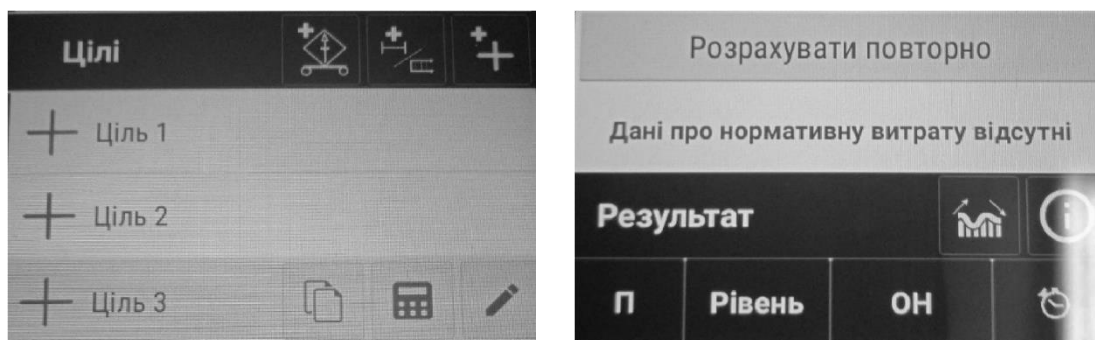 Цілі
Ціль 1
Ціль 2
Ціль 3
Розрахувати повторно
Дані про нормативну витрату відсутні
Результат
П Рівень ОН